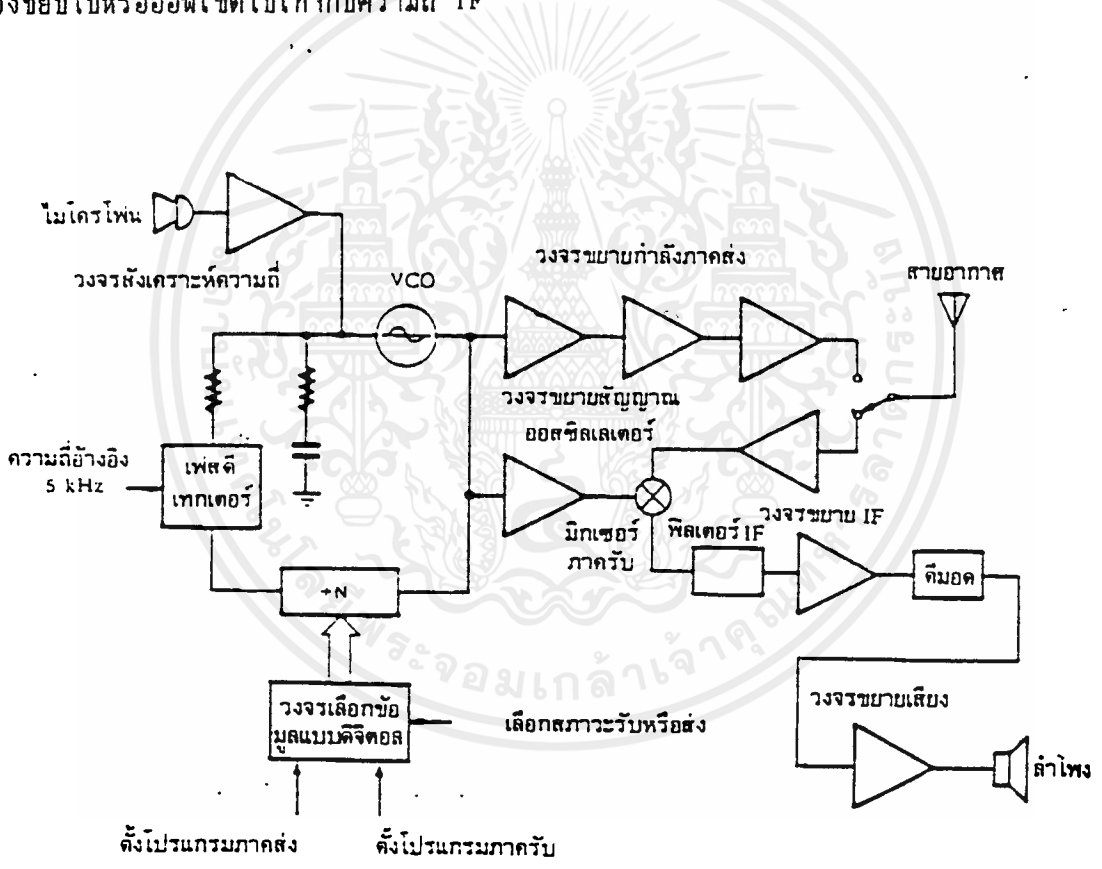 ไมโครโฟน
วงจรสังเคราะห์ความถี่
VCO
วงจรขยายกำลังภาคส่ง
สายอากาศ
วงจรขยายสัญญาณ
ออสซิลเลเตอร์
ความถี่อ้างอิง
5 kHz
เฟสดี
เทกเตอร์
มิกเซอร์
ภาครับ
ฟิลเตอร์ IF
วงจรขยาย IF
ดีมอด
÷N
วงจรเลือกข้อ
มูลแบบดิจิตอล
เลือกสภาวะรับหรือส่ง
วงจรขยายเสียง
ลำโพง
ตั้งโปรแกรมภาคส่ง
ตั้งโปรแกรมภาครับ